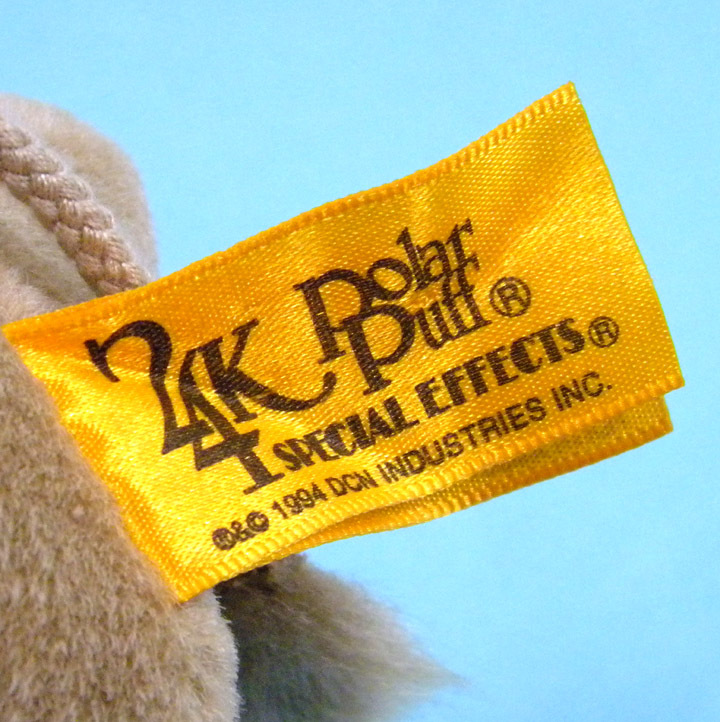 24K Polar Puff®
SPECIAL EFFECTS®
®&© 1994 DCN INDUSTRIES INC.